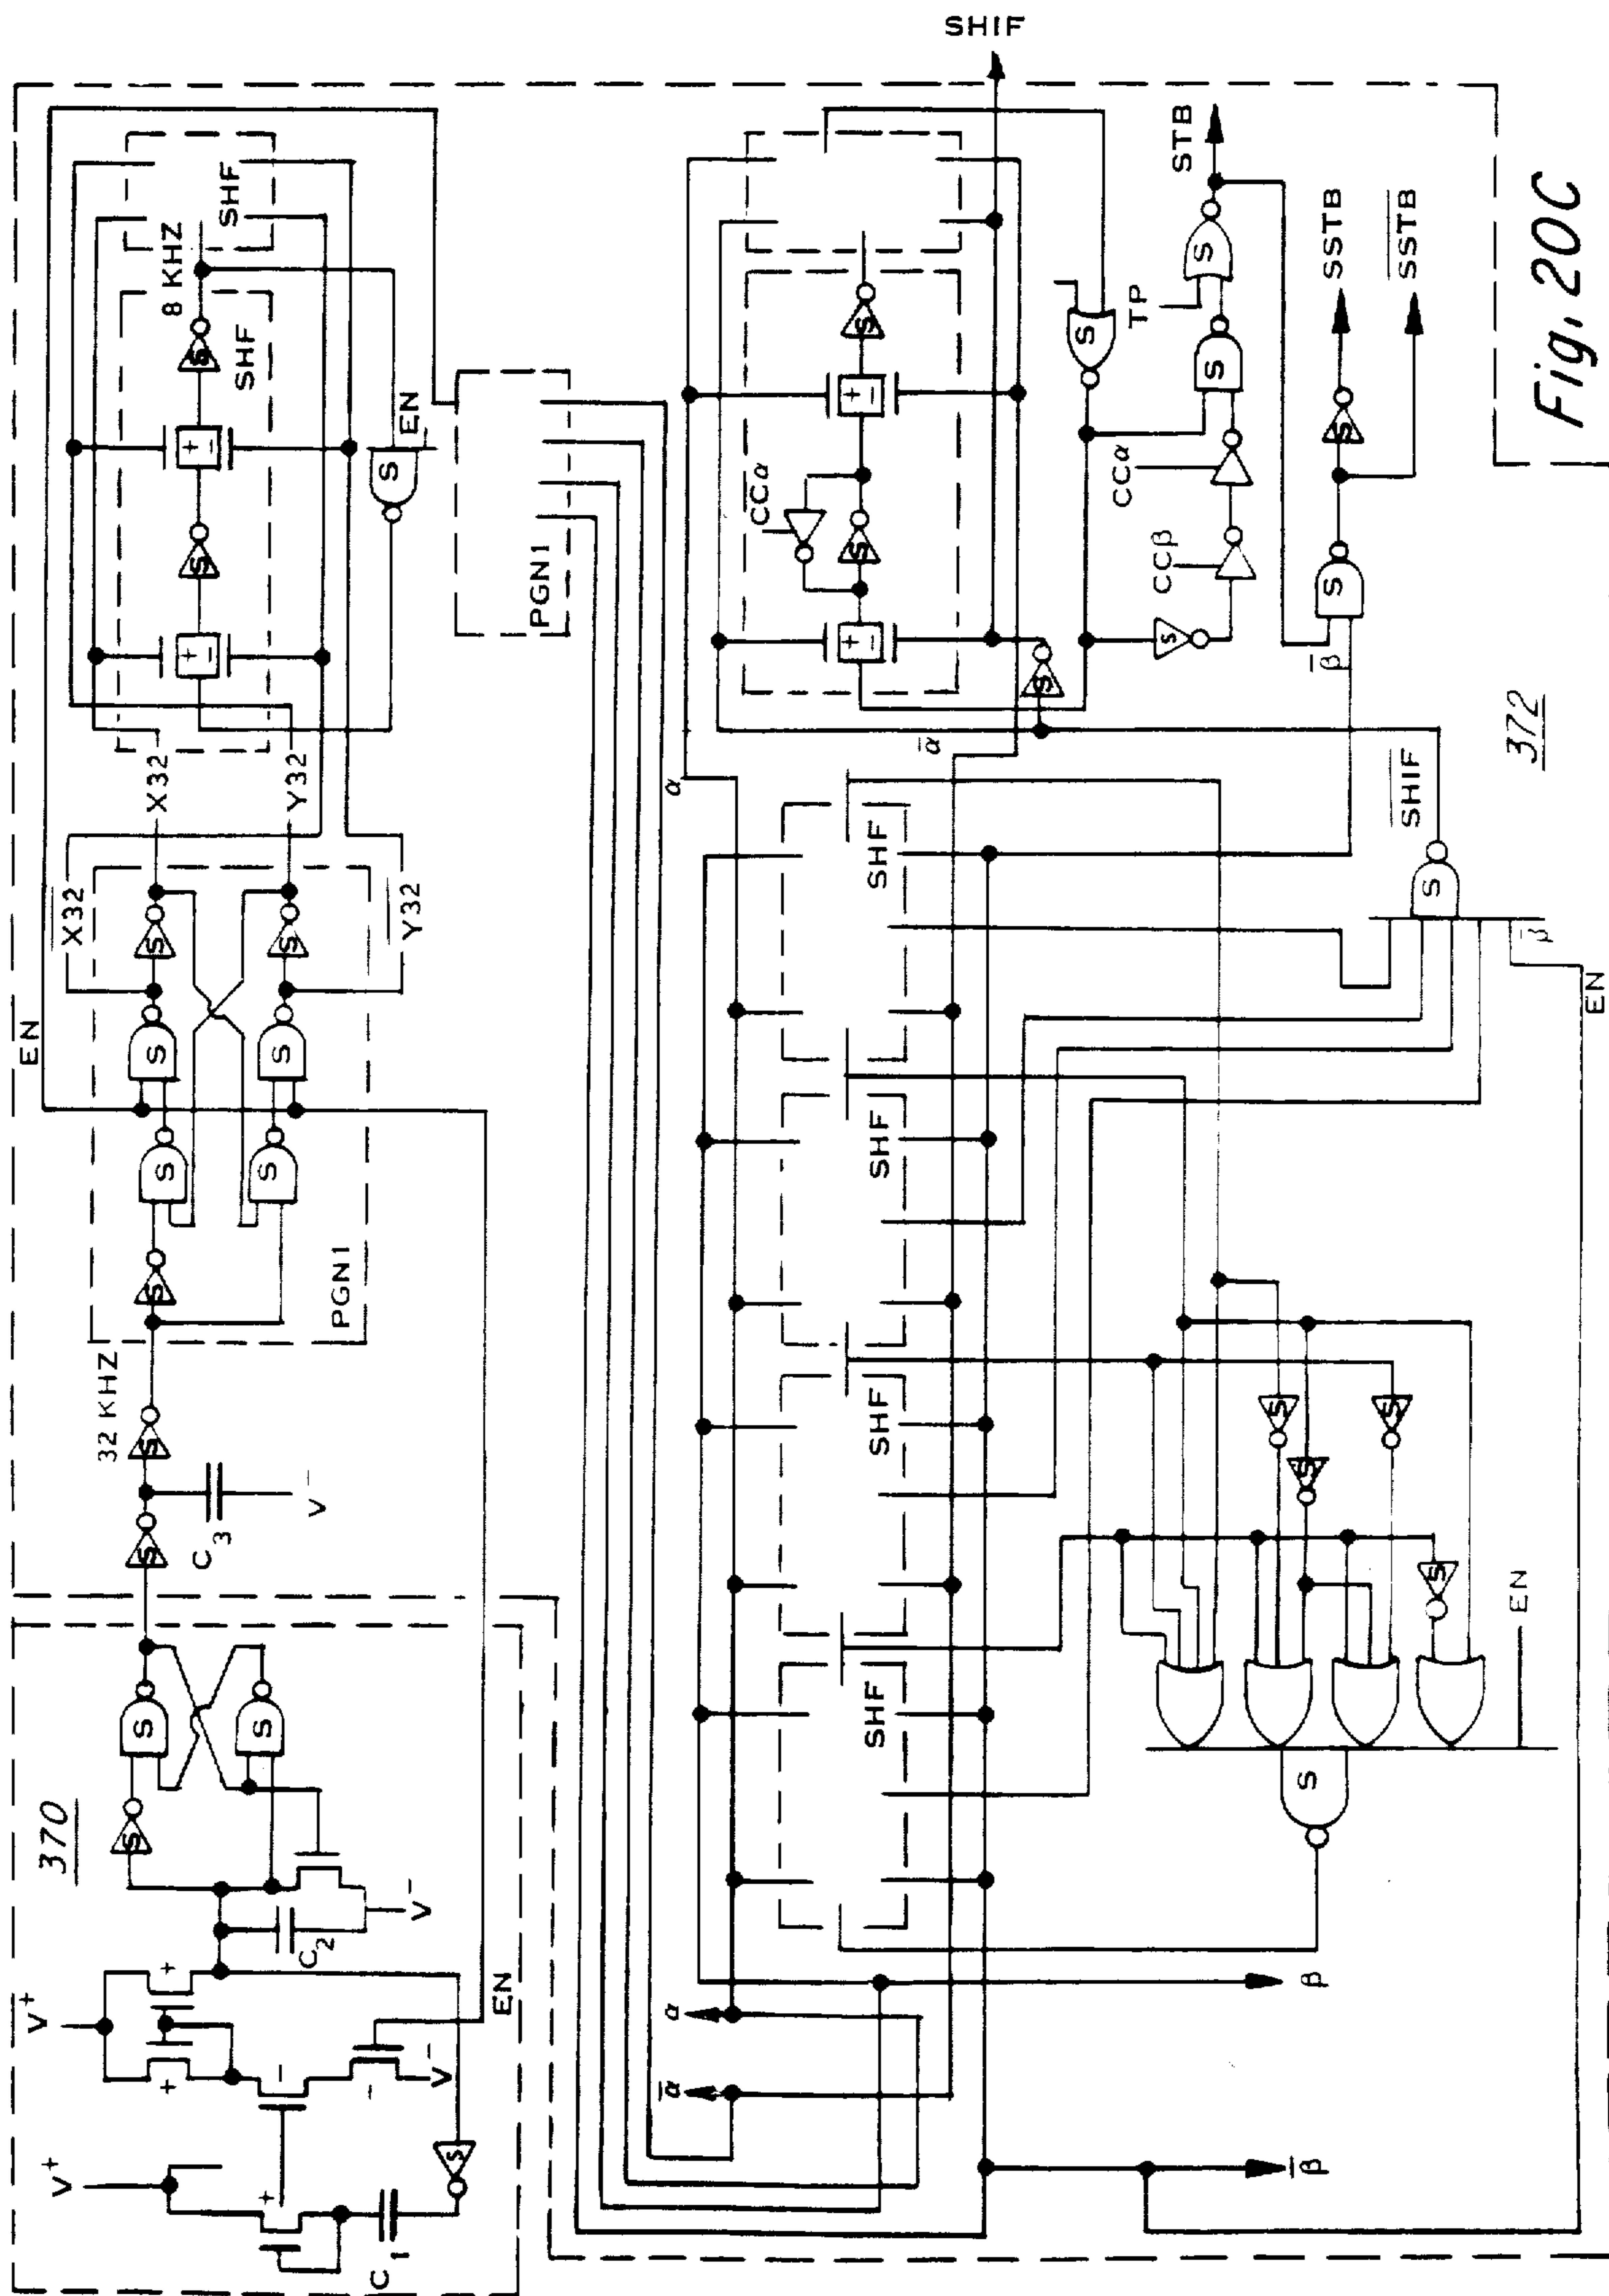 SHIF
EN
X32
Y32
X32
Y32
8 KHZ
SHF
SHF
S
S
S
EN
PGN1
32 KHZ
S
S
C3
V-
S
S
S
S
S
S
S
PGN1
370
V+
V+
S
S
S
C2
V-
V-
EN
S
C1
α
α
CCα
S
S
S
S
TP
CCα
CCβ
S
S
S
STB
S
S
SSTB
SSTB
β
SHIF
S
β
EN
SHF
SHF
SHF
SHF
S
S
S
S
S
EN
α
α
β
β
372
Fig. 20C